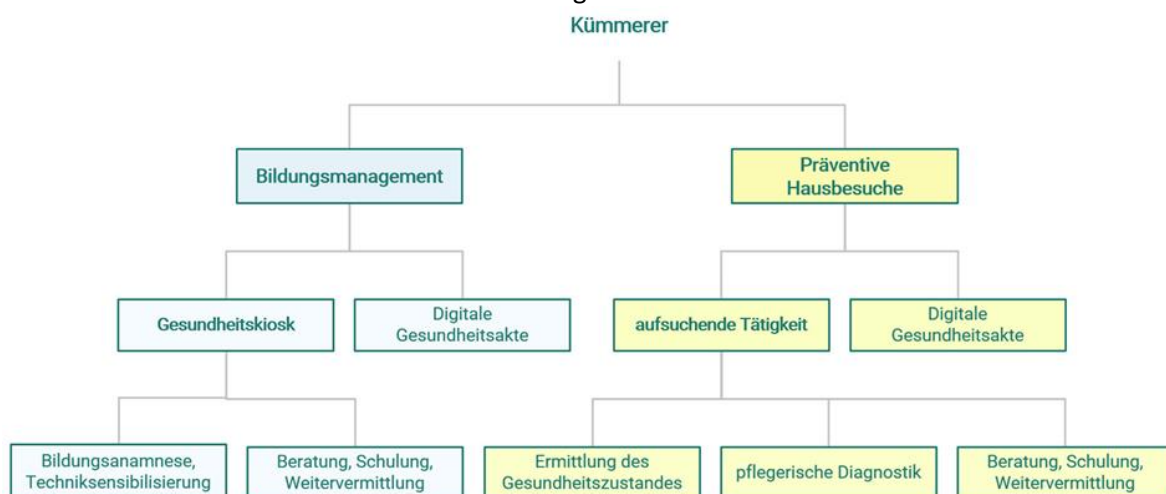 g
Kümmerer
Bildungsmanagement
Präventive
Hausbesuche
Gesundheitskiosk
Digitale
Gesundheitsakte
aufsuchende Tätigkeit
Digitale
Gesundheitsakte
Bildungsanamnese,
Techniksensibilisierung
Beratung, Schulung,
Weitervermittlung
Ermittlung des
Gesundheitszustandes
pflegerische Diagnostik
Beratung, Schulung,
Weitervermittlung